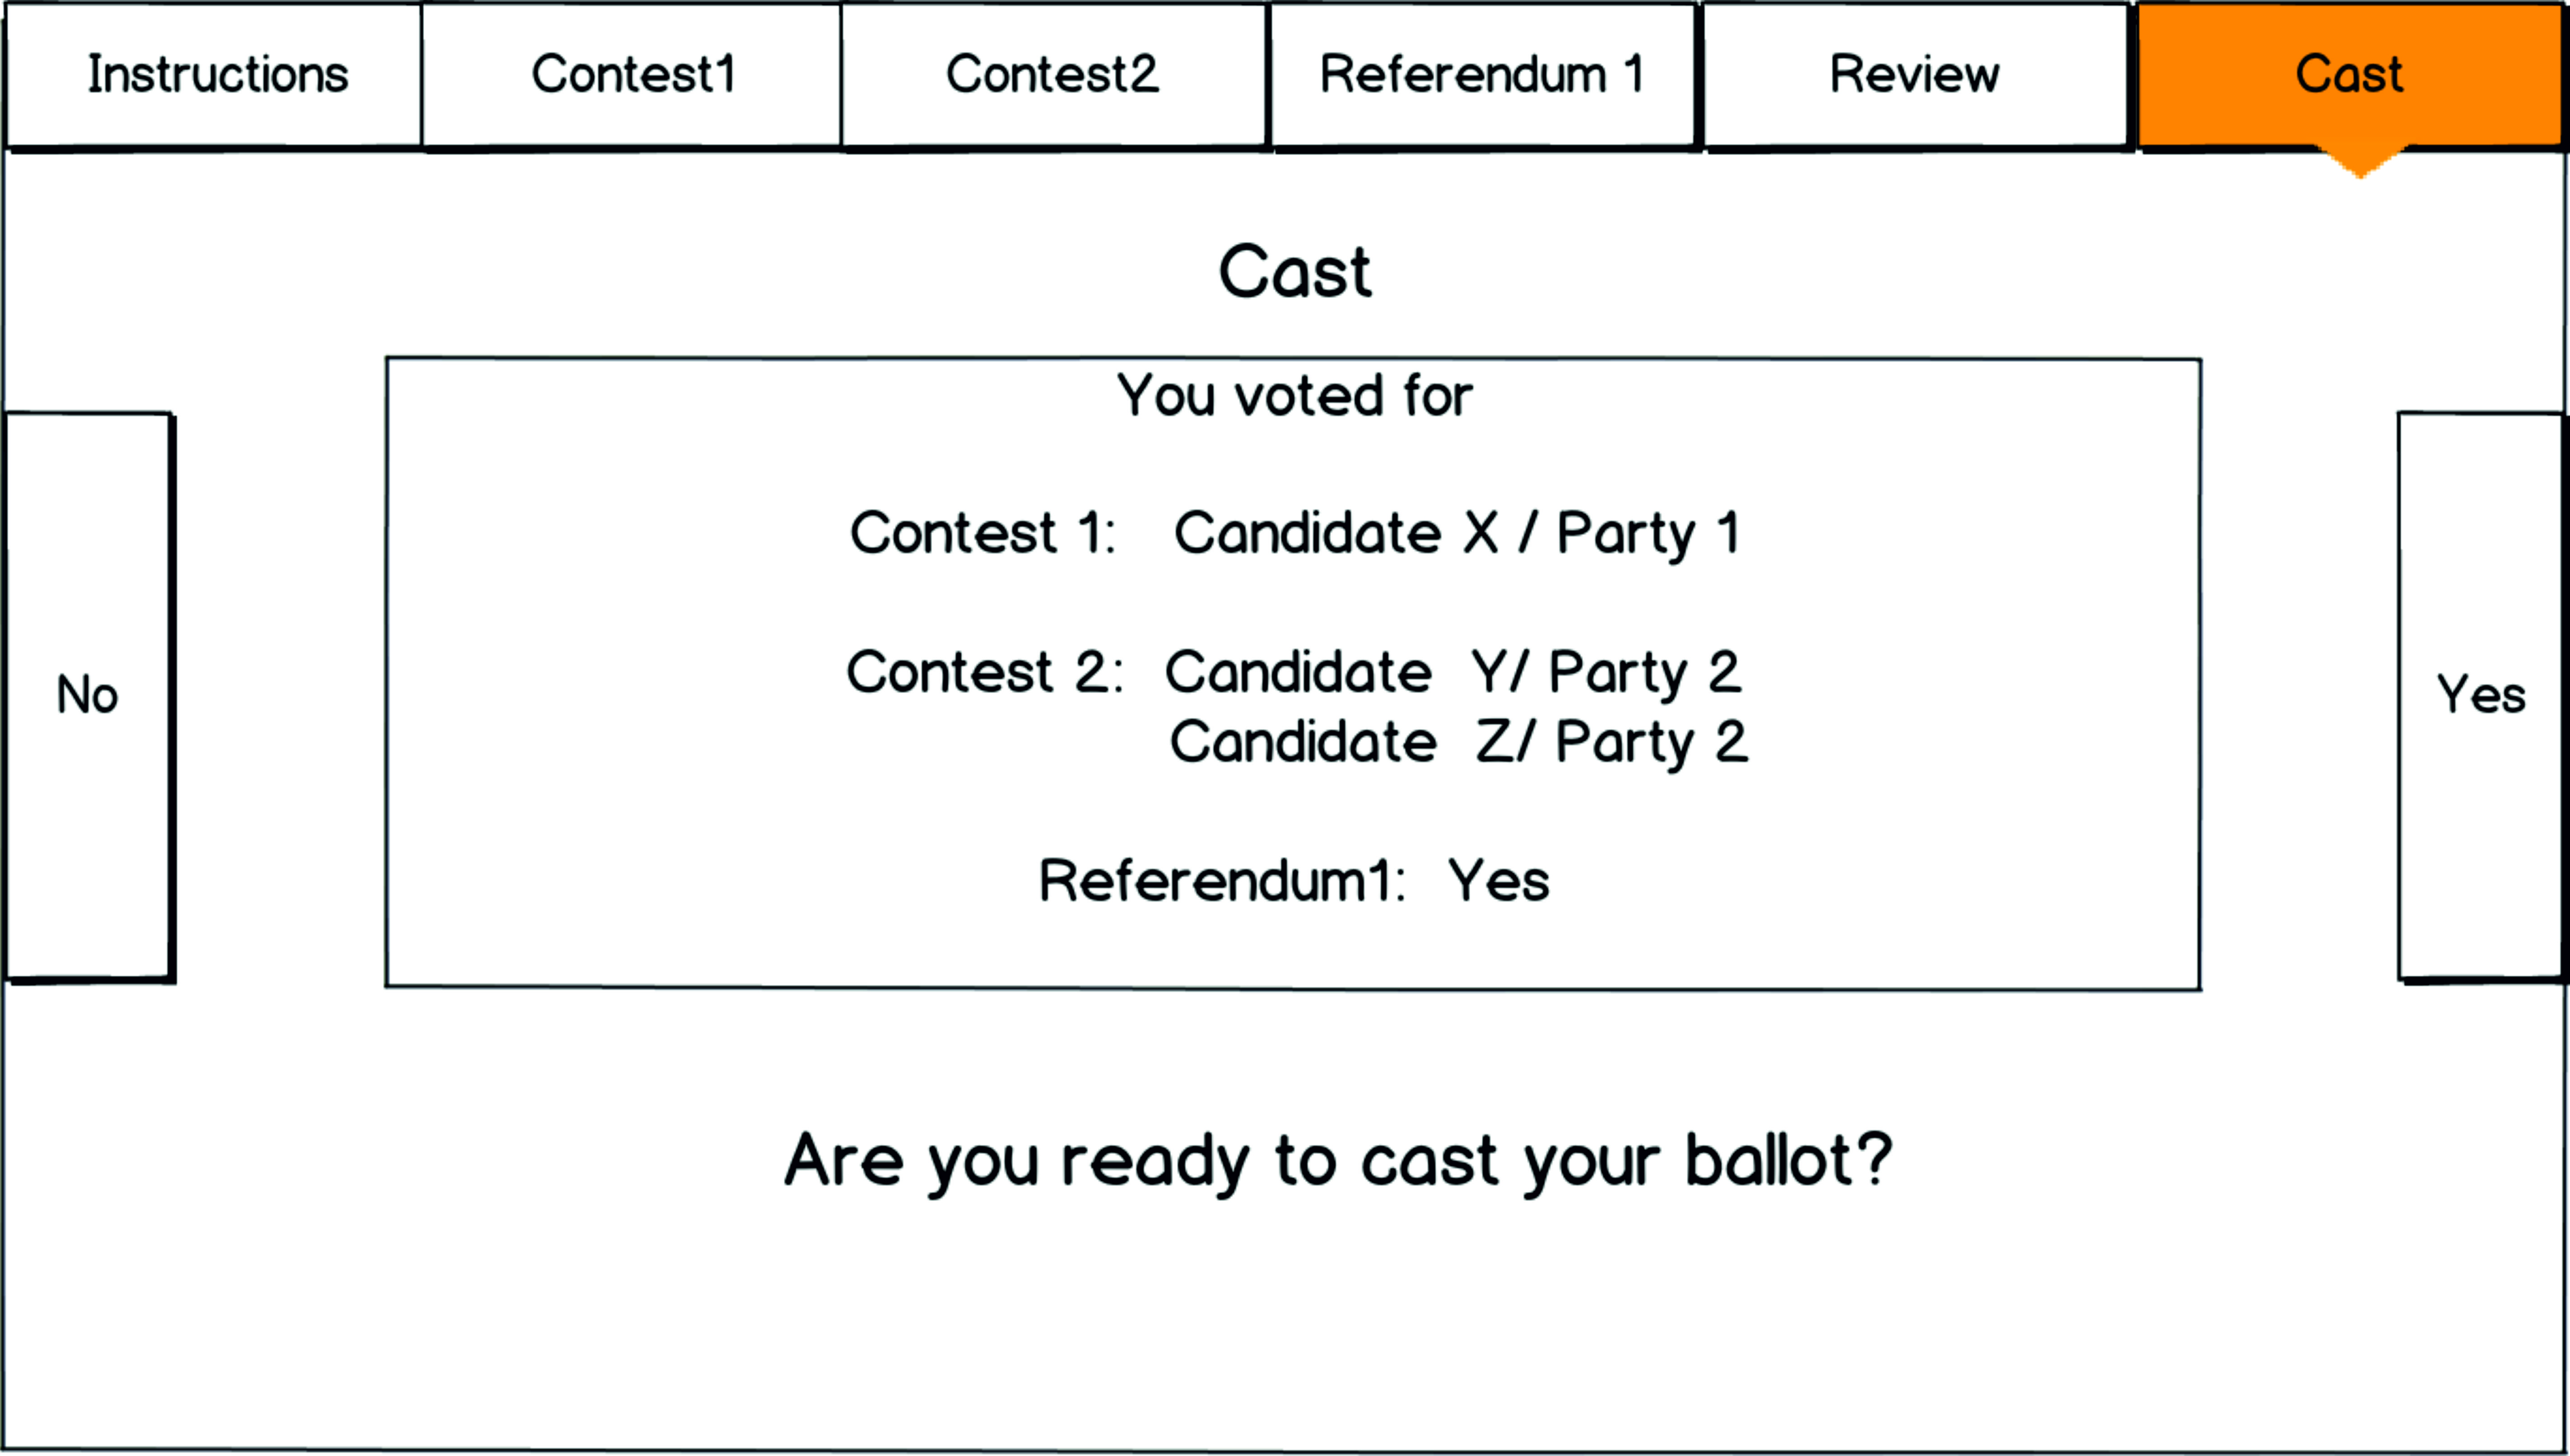 Instructions Contest1 Contest2 Referendum 1 Review Cast
Cast
You voted for
Contest 1: Candidate X / Party 1
Contest 2: Candidate Y/ Party 2
Candidate Z/ Party 2
Referendum1: Yes
No
Yes
Are you ready to cast your ballot?